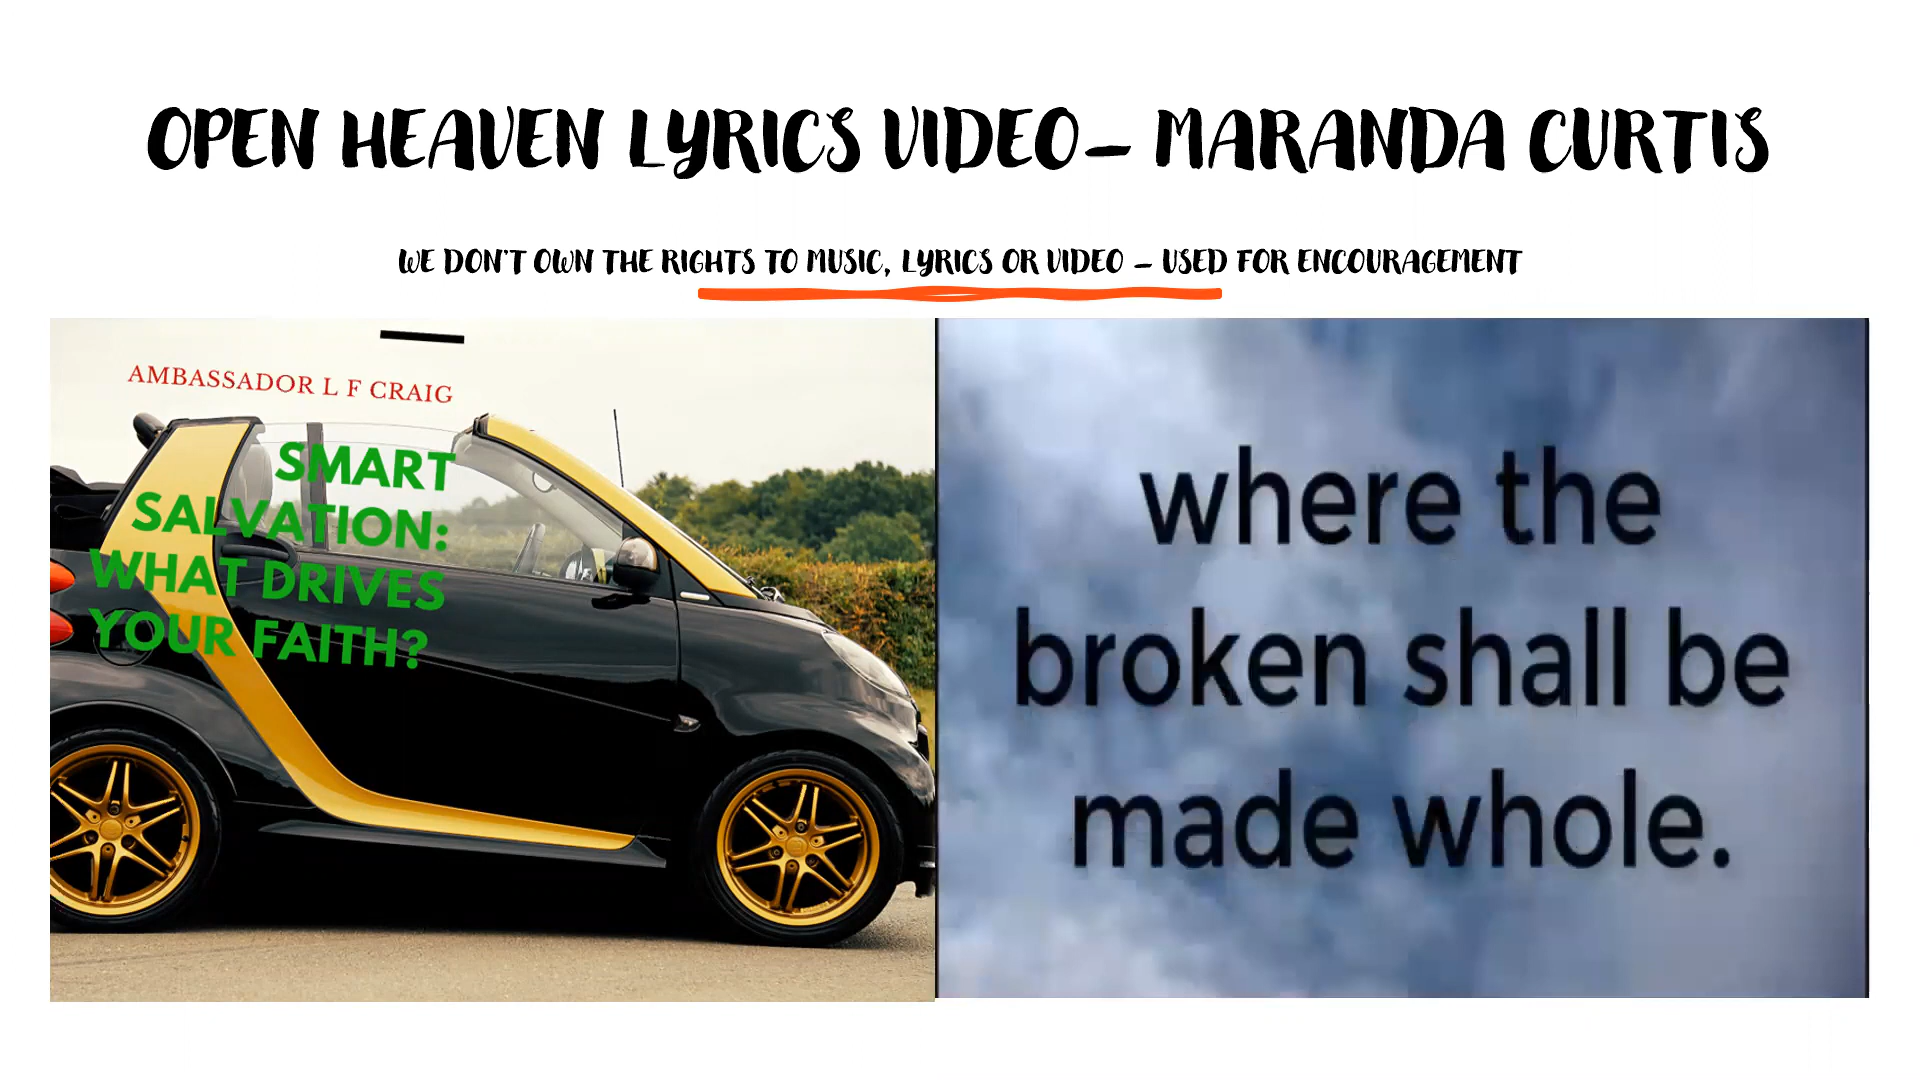 OPEN HEAVEN LYRICS VIDEO- MARANDA CURTIS
WE DON'T OWN THE RIGHTS TO MUSIC, LYRICS OR VIDEO - USED FOR ENCOURAGEMENT
AMBASSADOR L F CRAIG
SMART
SALVATION:
WHAT DRIVES
YOUR FAITH?
where the
broken shall be
made whole.